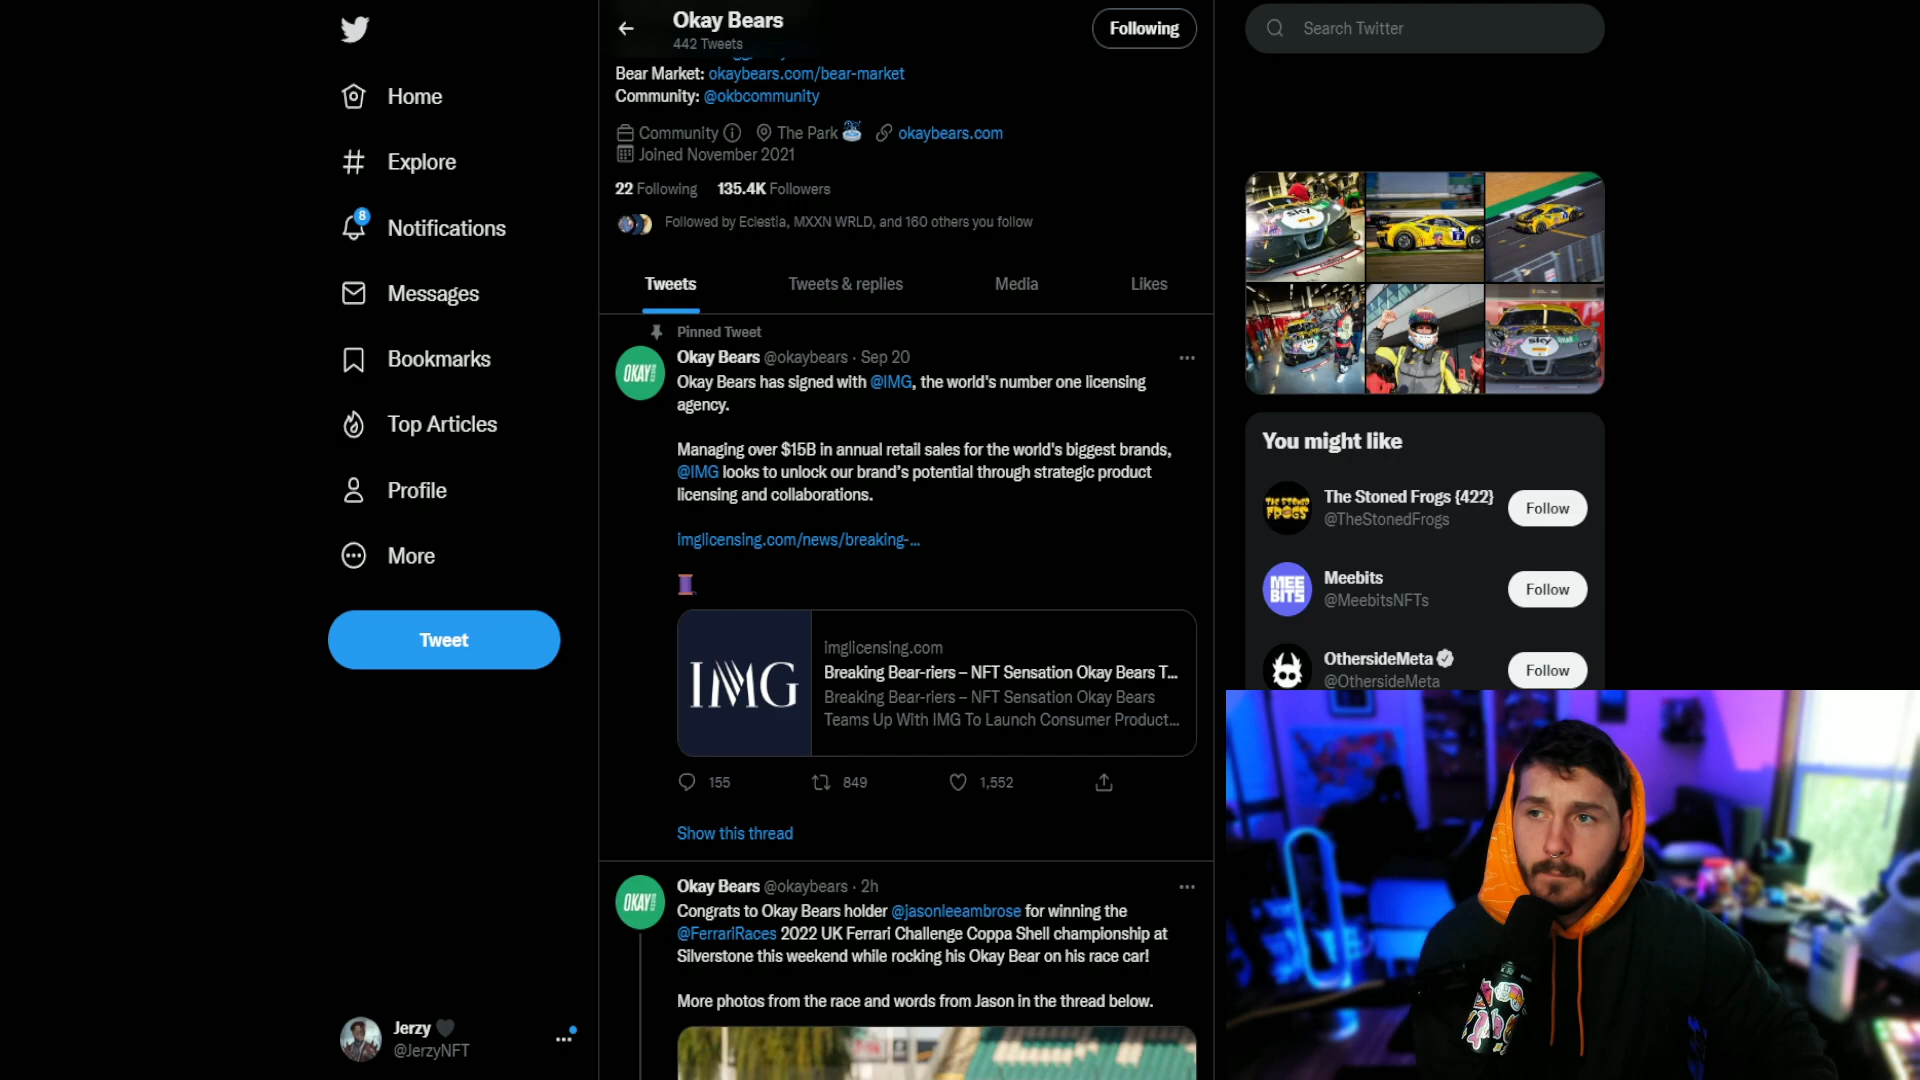 Home
Explore
8
Notifications
Messages
Bookmarks
Top Articles
Profile
More
Tweet
Jerzy
@JerzyNFT
Okay Bears
442 Tweets
Following
Bear Market: okaybears.com/bear-market
Community: @okbcommunity
Community The Park okaybears.com
Joined November 2021
22 Following 135.4K Followers
Followed by Eclestia, MXXN WRLD, and 160 others you follow
Tweets Tweets & replies Media Likes
Pinned Tweet
Okay Bears @okaybears · Sep 20
OKAY
Okay Bears has signed with @IMG, the world's number one licensing
agency.
Managing over $15B in annual retail sales for the world's biggest brands,
@IMG looks to unlock our brand's potential through strategic product
licensing and collaborations.
imglicensing.com/news/breaking-...
IMG
imglicensing.com
Breaking Bear-riers – NFT Sensation Okay Bears T...
Breaking Bear-riers – NFT Sensation Okay Bears
Teams Up With IMG To Launch Consumer Product...
155 849 1,552
Show this thread
Okay Bears @okaybears · 2h
OKAY
Congrats to Okay Bears holder @jasonleeambrose for winning the
@FerrariRaces 2022 UK Ferrari Challenge Coppa Shell championship at
Silverstone this weekend while rocking his Okay Bear on his race car!
More photos from the race and words from Jason in the thread below.
Search Twitter
sky
sky
You might like
THE STONED
FROGS
The Stoned Frogs {422}
@TheStonedFrogs
Follow
MEE
BITS
Meebits
@MeebitsNFTs
Follow
OthersideMeta
@OthersideMeta
Follow